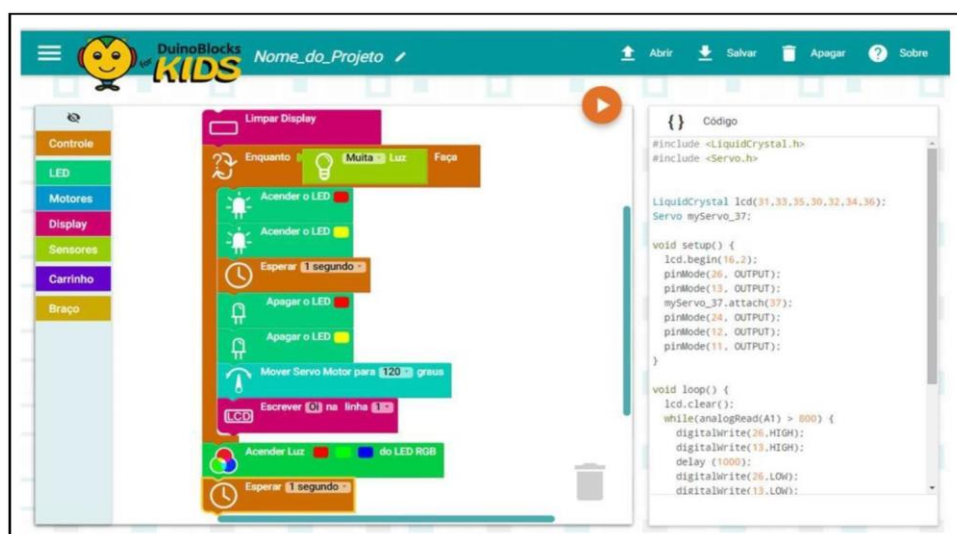 DuinoBlocks
for
KIDS
Nome_do_Projeto
Abrir
Salvar
Apagar
? Sobre
Controle
LED
Motores
Display
Sensores
Carrinho
Braço
Limpar Display
Enquanto Muita Luz Faça
Acender o LED
Acender o LED
Esperar 1 segundo
Apagar o LED
Apagar o LED
Mover Servo Motor para 120 graus
LCD Escrever Oi na linha 1
Acender Luz do LED RGB
Esperar 1 segundo
{ } Código
#include <LiquidCrystal.h>
#include <Servo.h>
LiquidCrystal lcd(31,33,35,30,32,34,36);
Servo myServo_37;
void setup() {
lcd.begin(16,2);
pinMode(26, OUTPUT);
pinMode(13, OUTPUT);
myServo_37.attach(37);
pinMode(24, OUTPUT);
pinMode(12, OUTPUT);
pinMode(11, OUTPUT);
}
void loop() {
lcd.clear();
while(analogRead(A1) > 800) {
digitalWrite(26,HIGH);
digitalWrite(13,HIGH);
delay (1000);
digitalWrite(26,LOW);
digitalWrite(13,LOW);